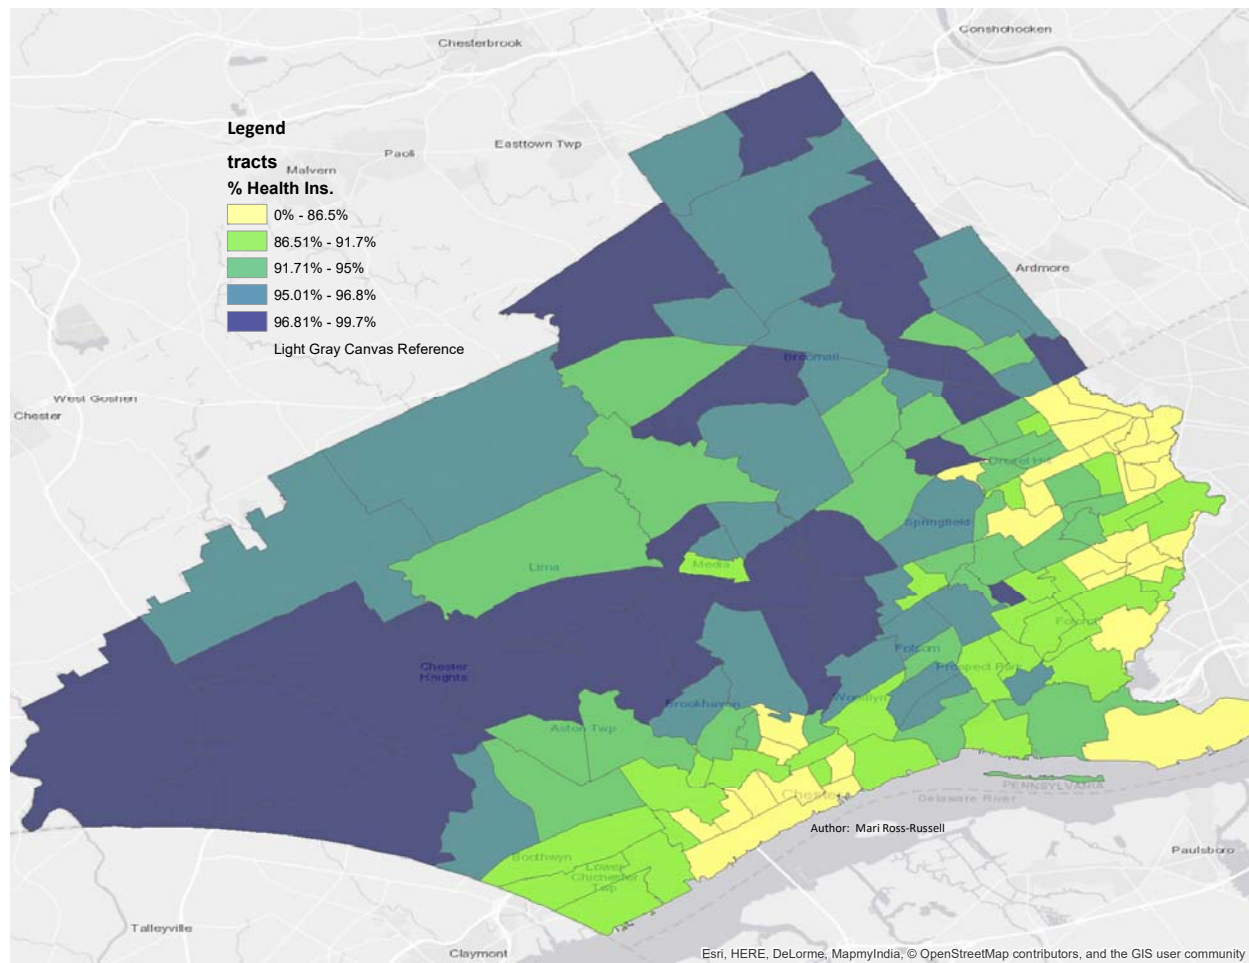 Conshohocken
Chesterbrook
Legend
Easttown Twp
Paoli
tracts
Malvern
% Health Ins.
0% - 86.5%
86.51% - 91.7%
91.71% - 95%
95.01% - 96.8%
96.81% - 99.7%
Light Gray Canvas Reference
Ardmore
Broomall
West Goshen
Chester
Drexel Hill
Springfield
Lima
Media
Folcroft
Folcom
Chester
Heights
Prospect Park
Woodlyn
Brookhaven
Aston Twp
PENNSYLVANIA
Chester
Delaware River
Author: Mari Ross-Russell
Paulsboro
Boothwyn
Lower
Chichester
Twp
Talleyville
Claymont
Esri, HERE, DeLorme, MapmyIndia, © OpenStreetMap contributors, and the GIS user community